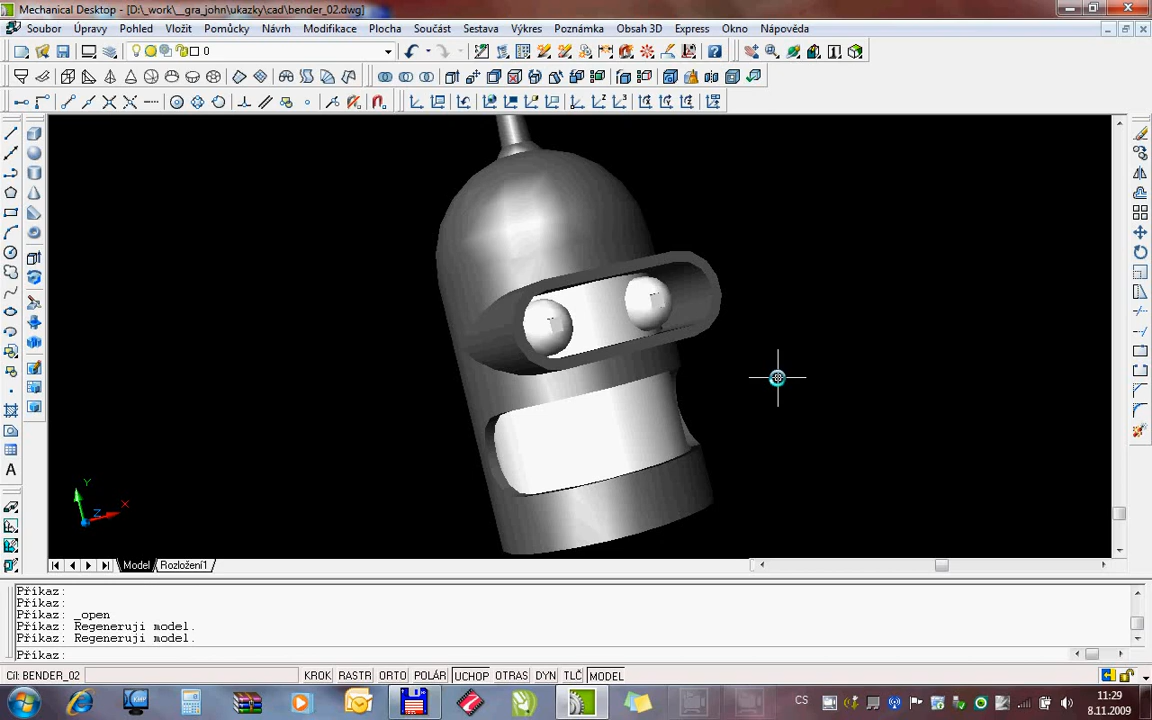 Mechanical Desktop - [D:\_work\__gra_john\ukazky\cad\bender_02.dwg]
Soubor Úpravy Pohled Vložit Pomůcky Návrh Modifikace Plocha Součást Sestava Výkres Poznámka Obsah 3D Express Okno Nápověda
0
A
Y
X
Z
Model Rozložení1
Příkaz:
Příkaz:
Příkaz: _open
Příkaz: Regeneruji model.
Příkaz: Regeneruji model.
Příkaz:
Cíl: BENDER_02 KROK RASTR ORTO POLÁR UCHOP OTRAS DYN TLČ MODEL
CS
11:29
8.11.2009